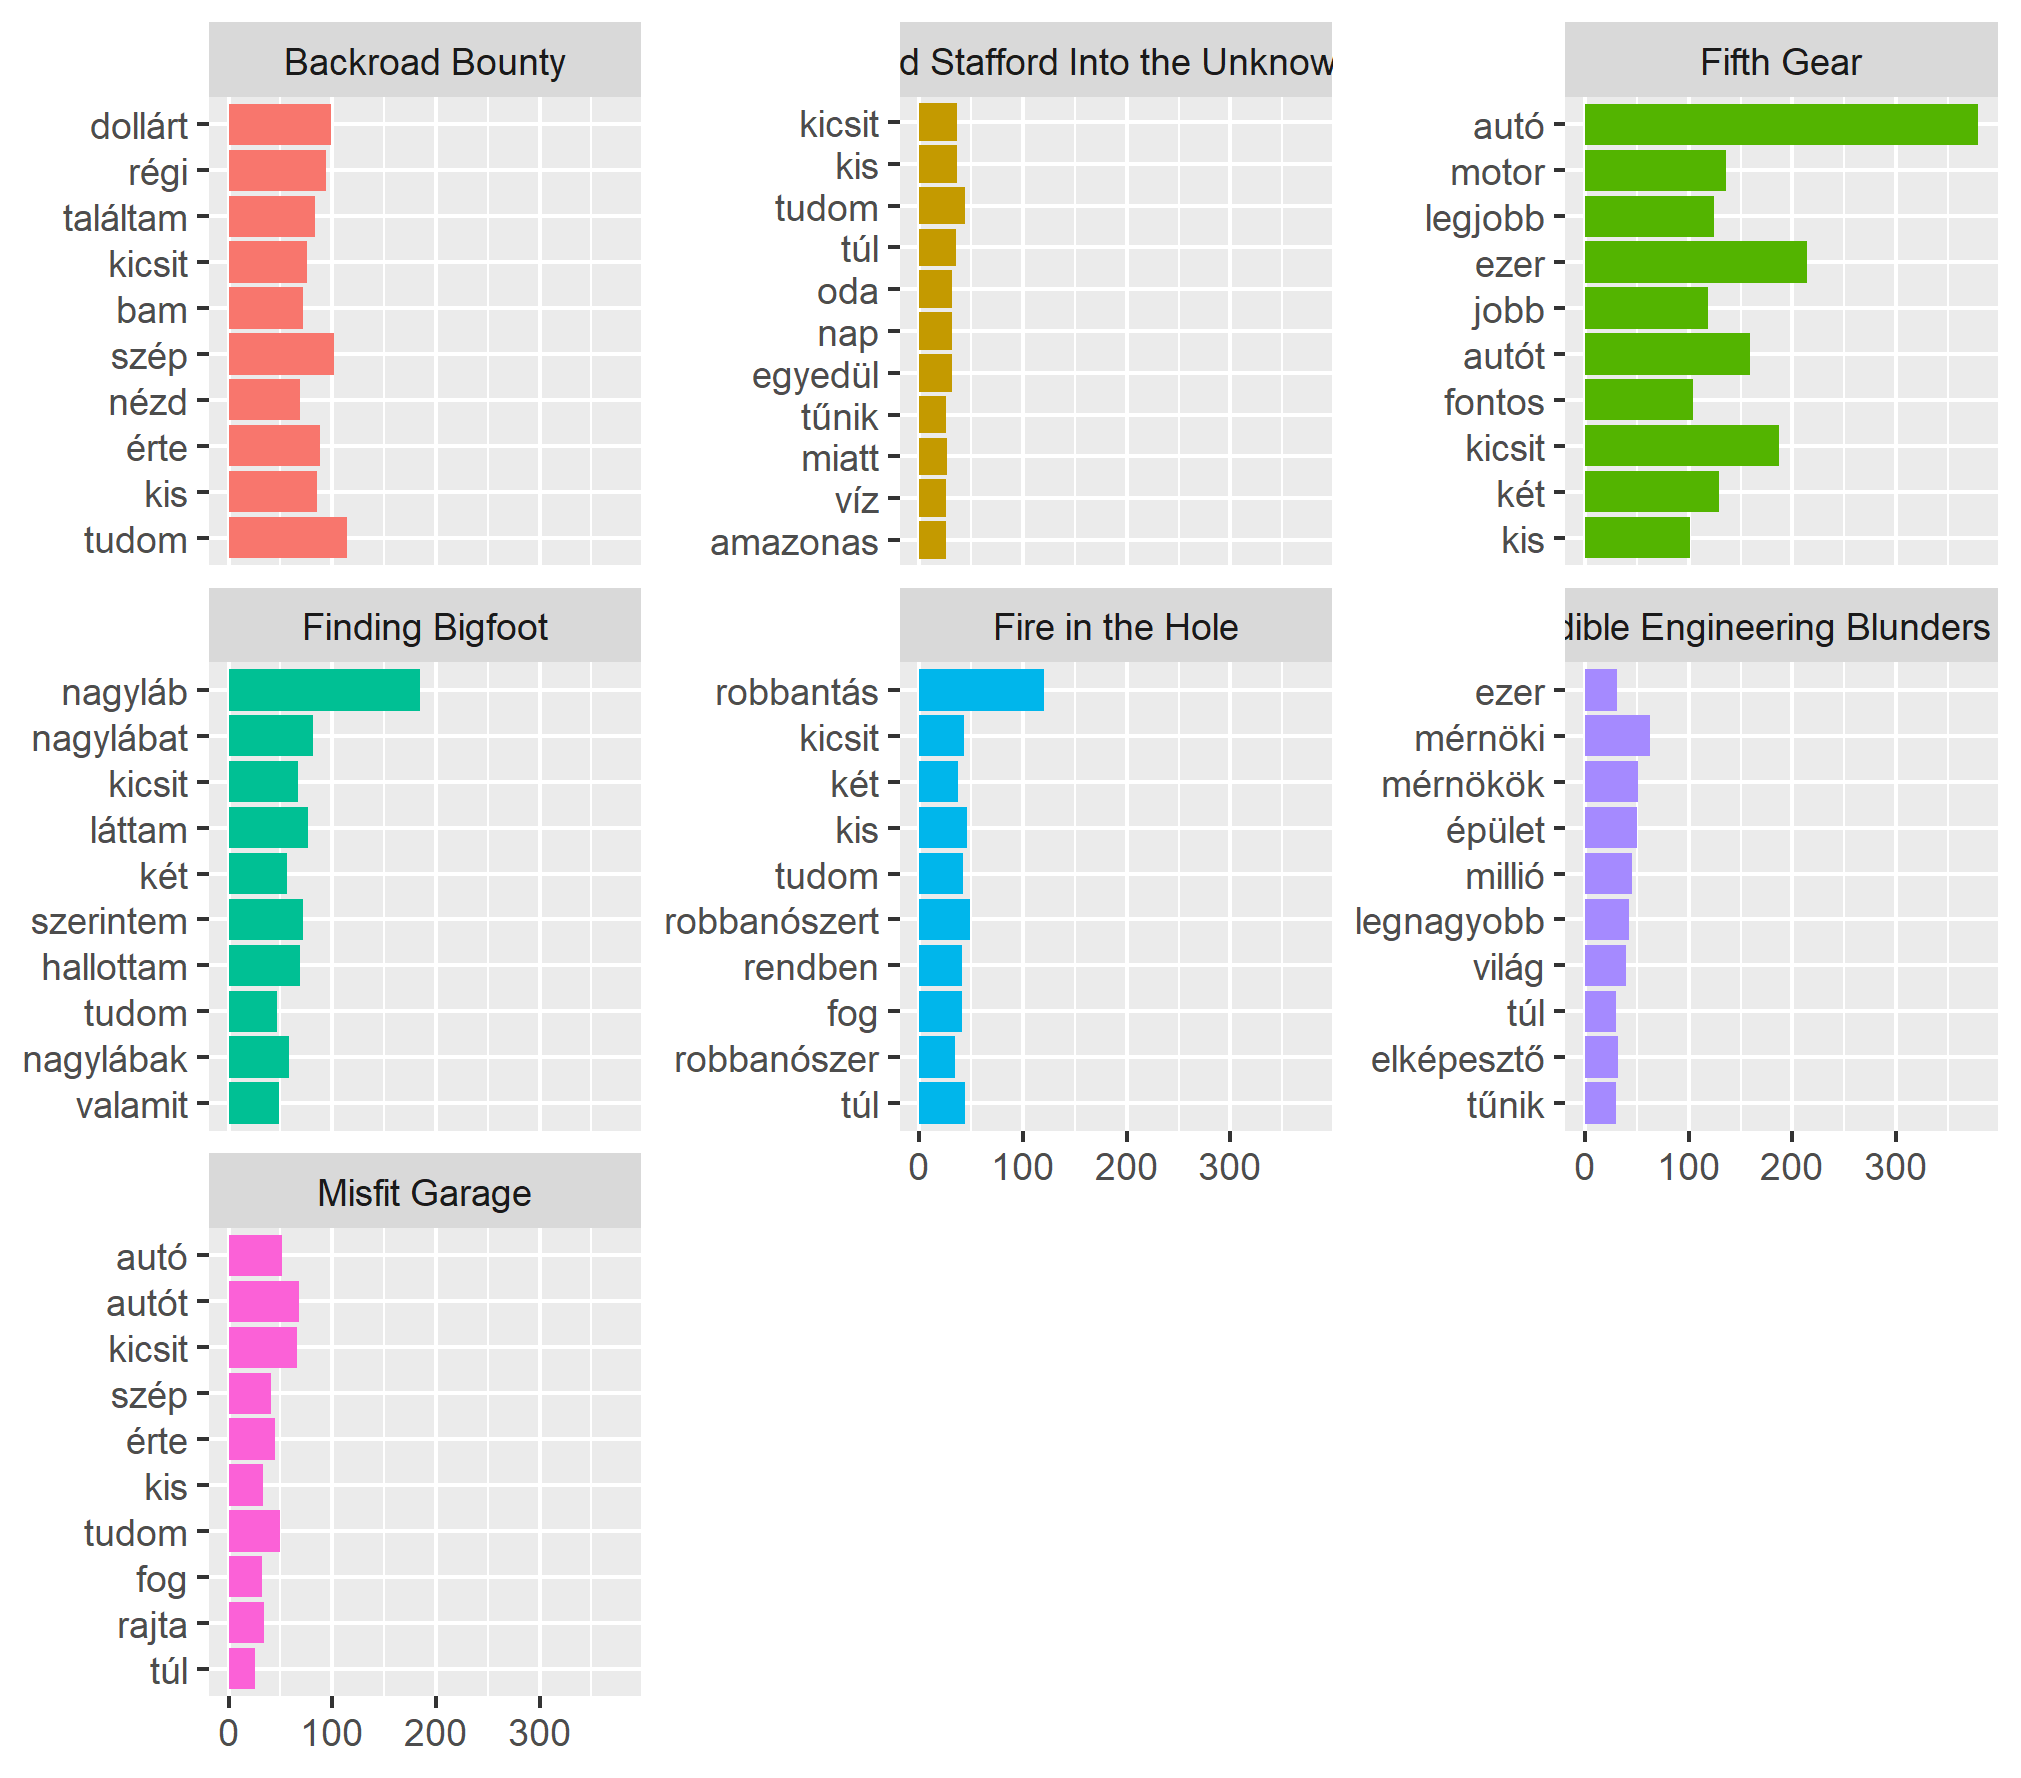 Backroad Bounty
dollárt
régi
találtam
kicsit
bam
szép
nézd
érte
kis
tudom
d Stafford Into the Unknow
kicsit
kis
tudom
túl
oda
nap
egyedül
tűnik
miatt
víz
amazonas
Fifth Gear
autó
motor
legjobb
ezer
jobb
autót
fontos
kicsit
két
kis
Finding Bigfoot
nagyláb
nagylábat
kicsit
láttam
két
szerintem
hallottam
tudom
nagylábak
valamit
Fire in the Hole
robbantás
kicsit
két
kis
tudom
robbanószert
rendben
fog
robbanószer
túl
0 100 200 300
dible Engineering Blunders
ezer
mérnöki
mérnökök
épület
millió
legnagyobb
világ
túl
elképesztő
tűnik
0 100 200 300
Misfit Garage
autó
autót
kicsit
szép
érte
kis
tudom
fog
rajta
túl
0 100 200 300